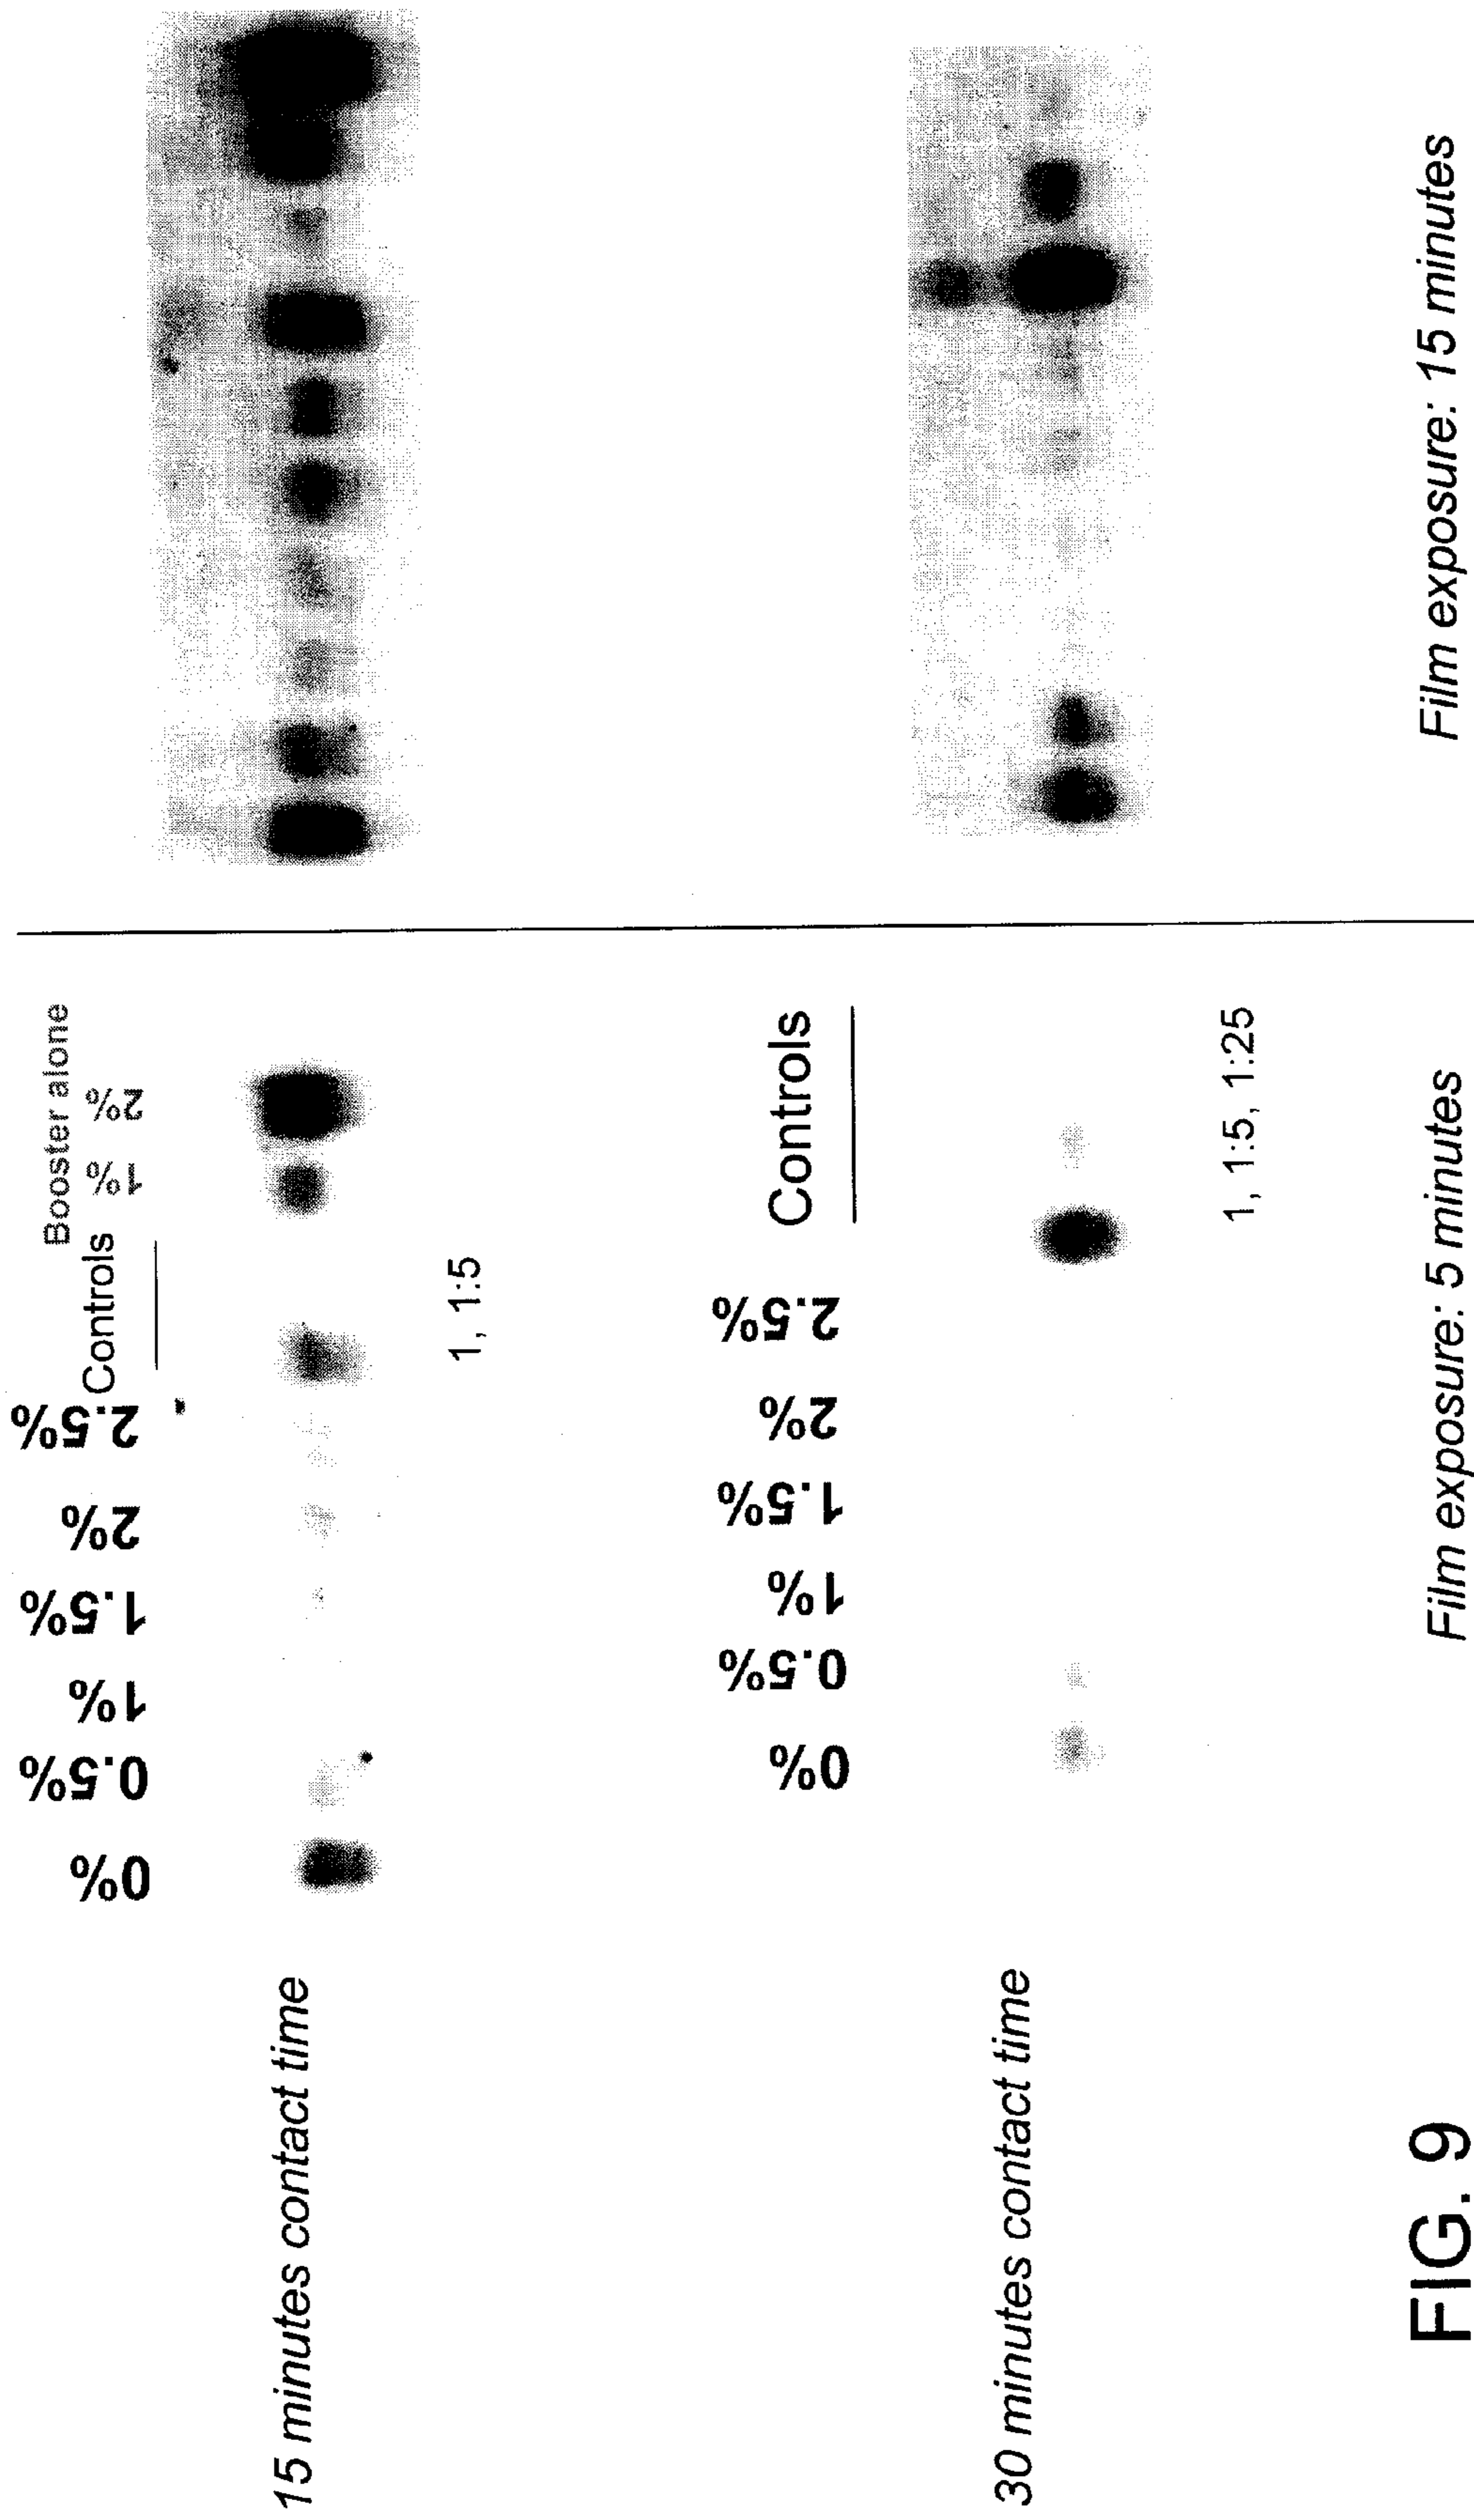 Booster alone
Controls 1% 2%
0% 0.5% 1% 1.5% 2% 2.5%
15 minutes contact time
1, 1:5
Controls
0% 0.5% 1% 1.5% 2% 2.5%
30 minutes contact time
1, 1:5, 1:25
FIG. 9
Film exposure: 5 minutes
Film exposure: 15 minutes